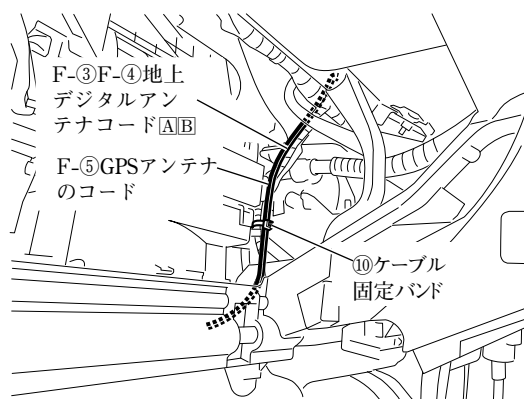 F-③F-④地上
デジタルアン
テナコード🄰🄱
F-⑤GPSアンテナ
のコード
⑩ケーブル
固定バンド